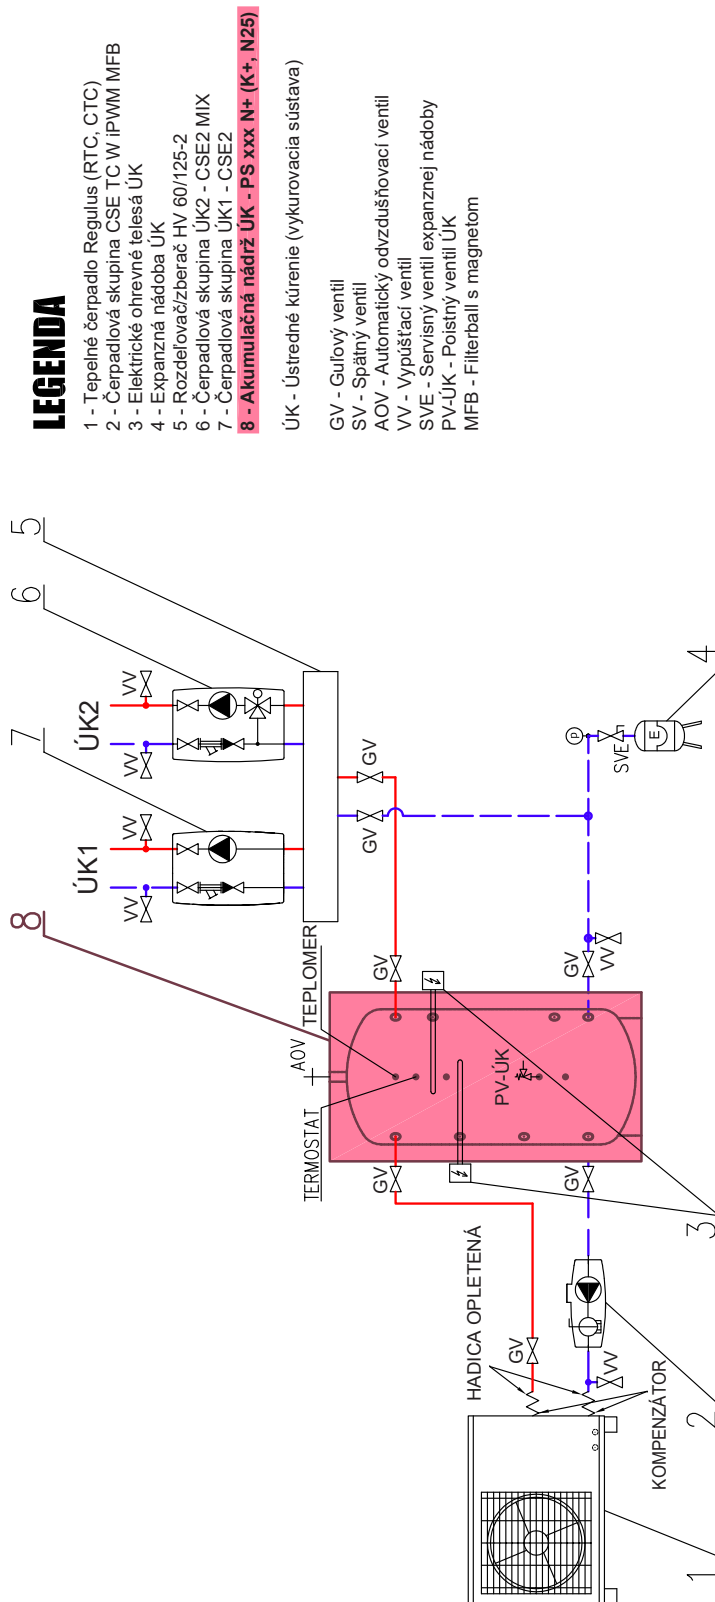 LEGENDA
1 - Tepelné čerpadlo Regulus (RTC, CTC)
2 - Čerpadlová skupina CSE TC W iPWM MFB
3 - Elektrické ohrevné telesá ÚK
4 - Expanzná nádoba ÚK
5 - Rozdeľovač/zberač HV 60/125-2
6 - Čerpadlová skupina ÚK2 - CSE2 MIX
7 - Čerpadlová skupina ÚK1 - CSE2
8 - Akumulačná nádrž ÚK - PS xxx N+ (K+, N25)
ÚK - Ústredné kúrenie (vykurovacia sústava)
GV - Guľový ventil
SV - Spätný ventil
AOV - Automatický odvzdušňovací ventil
VV - Vypúšťací ventil
SVE - Servisný ventil expanznej nádoby
PV-ÚK - Poistný ventil ÚK
MFB - Filterball s magnetom
8
7
6
5
ÚK1
ÚK2
VV
VV
VV
VV
AOV
TERMOSTAT
TEPLOMER
GV
GV
GV
GV
PV-ÚK
HADICA OPLETENÁ
GV
GV
GV
VV
P
SVE
E
VV
KOMPENZÁTOR
1
2
3
4